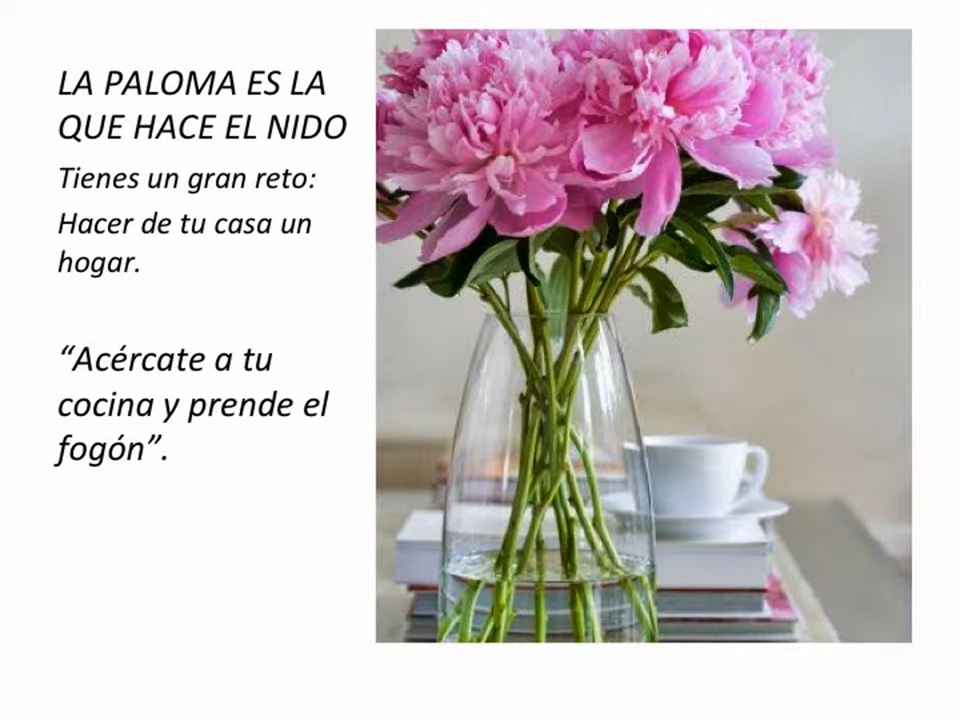 LA PALOMA ES LA
QUE HACE EL NIDO
Tienes un gran reto:
Hacer de tu casa un
hogar.
“Acércate a tu
cocina y prende el
fogón”.